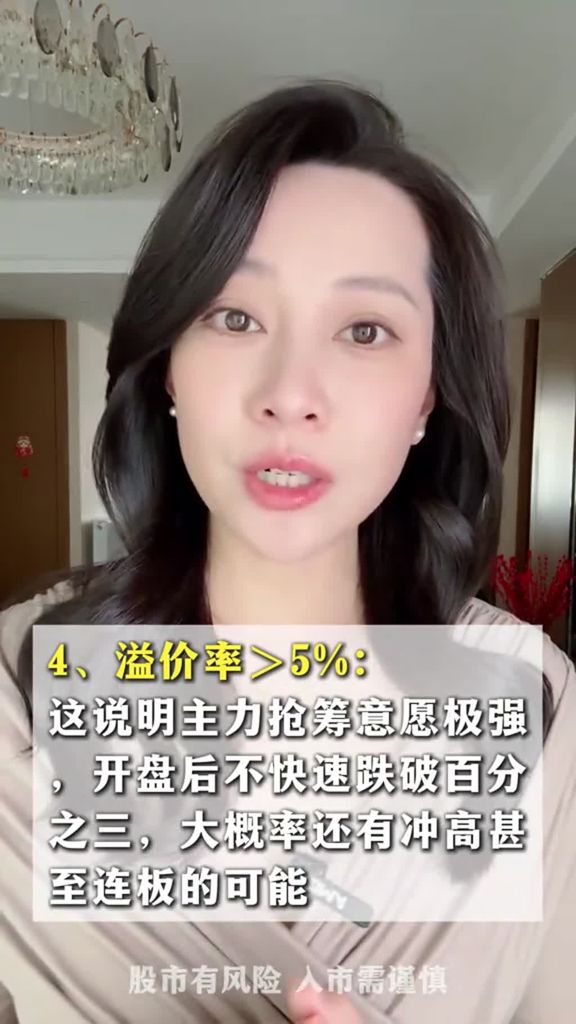 4、溢价率＞5%：
这说明主力抢筹意愿极强
，开盘后不快速跌破百分
之三，大概率还有冲高甚
至连板的可能
股市有风险 入市需谨慎